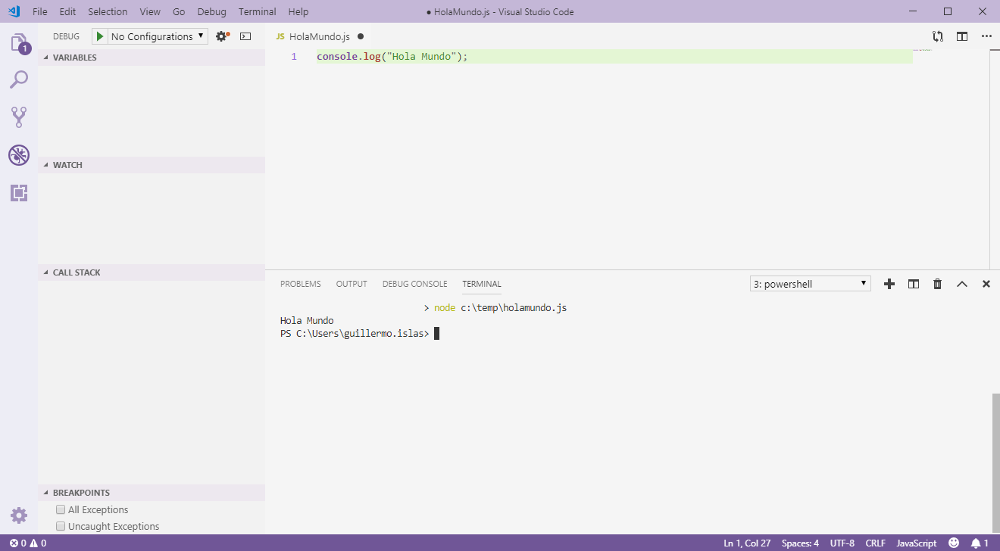 File Edit Selection View Go Debug Terminal Help ● HolaMundo.js - Visual Studio Code
DEBUG No Configurations
JS HolaMundo.js ●
1
VARIABLES
1 console.log("Hola Mundo");
WATCH
CALL STACK
PROBLEMS OUTPUT DEBUG CONSOLE TERMINAL 3: powershell
> node c:\temp\holamundo.js
Hola Mundo
PS C:\Users\guillermo.islas>
BREAKPOINTS
All Exceptions
Uncaught Exceptions
0 0 Ln 1, Col 27 Spaces: 4 UTF-8 CRLF JavaScript 1